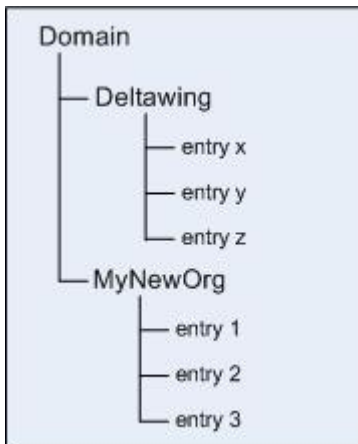 Domain
Deltawing
entry x
entry y
entry z
MyNewOrg
entry 1
entry 2
entry 3